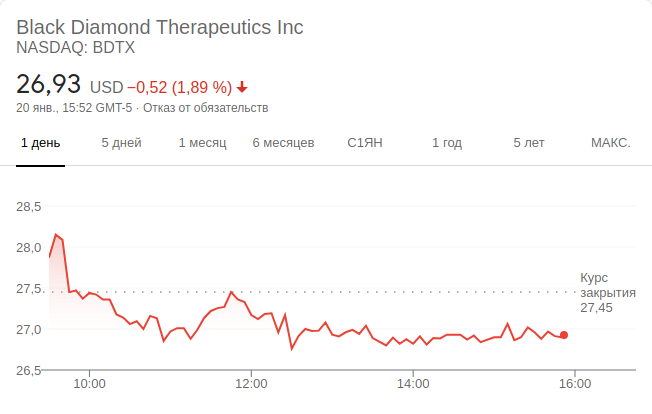 Black Diamond Therapeutics Inc
NASDAQ: BDTX
26,93 USD −0,52 (1,89 %)
20 янв., 15:52 GMT-5 · Отказ от обязательств
1 день 5 дней 1 месяц 6 месяцев С1ЯН 1 год 5 лет МАКС.
28,5
28,0
27,5
27,0
26,5
Курс
закрытия
27,45
10:00 12:00 14:00 16:00